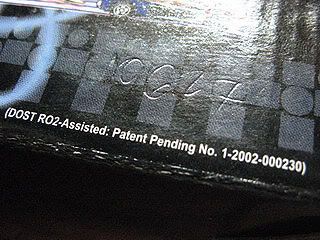 (DOST RO2-Assisted: Patent Pending No. 1-2002-000230)